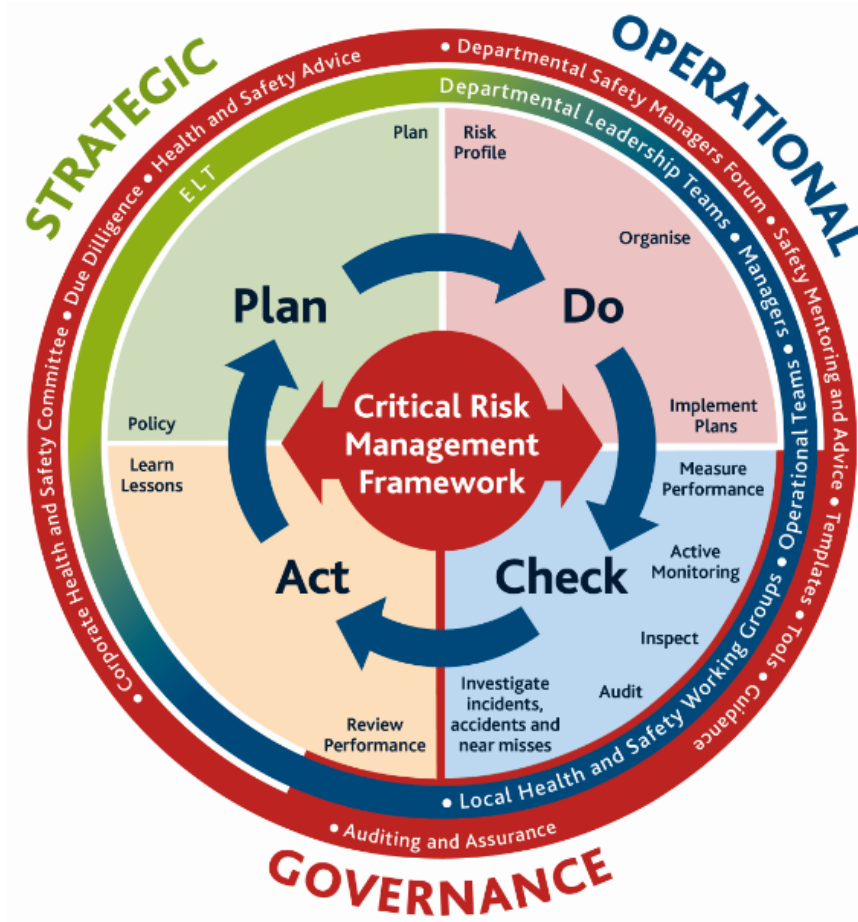 STRATEGIC
OPERATIONAL
GOVERNANCE
• Corporate Health and Safety Committee • Due Dilligence • Health and Safety Advice
• Departmental Safety Managers Forum • Safety Mentoring and Advice • Templates • Tools • Guidance
• Auditing and Assurance
ELT
Departmental Leadership Teams • Managers • Operational Teams
• Local Health and Safety Working Groups •
Plan
Plan
Policy
Risk
Profile
Organise
Do
Implement
Plans
Critical Risk
Management
Framework
Measure
Performance
Active
Monitoring
Check
Inspect
Audit
Investigate
incidents,
accidents and
near misses
Act
Review
Performance
Learn
Lessons